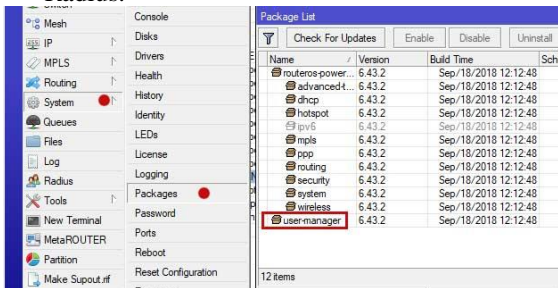 Mesh
IP
MPLS
Routing
System
Queues
Files
Log
Radius
Tools
New Terminal
MetaROUTER
Partition
Make Supout.rif
Console
Disks
Drivers
Health
History
Identity
LEDs
License
Logging
Packages
Password
Ports
Reboot
Reset Configuration
Package List
Check For Updates Enable Disable Uninstall
Name / Version Build Time Sch
routeros-power... 6.43.2 Sep/18/2018 12:12:48
advanced-t... 6.43.2 Sep/18/2018 12:12:48
dhcp 6.43.2 Sep/18/2018 12:12:48
hotspot 6.43.2 Sep/18/2018 12:12:48
ipv6 6.43.2 Sep/18/2018 12:12:48
mpls 6.43.2 Sep/18/2018 12:12:48
ppp 6.43.2 Sep/18/2018 12:12:48
routing 6.43.2 Sep/18/2018 12:12:48
security 6.43.2 Sep/18/2018 12:12:48
system 6.43.2 Sep/18/2018 12:12:48
wireless 6.43.2 Sep/18/2018 12:12:48
user-manager 6.43.2 Sep/18/2018 12:12:48
12 items